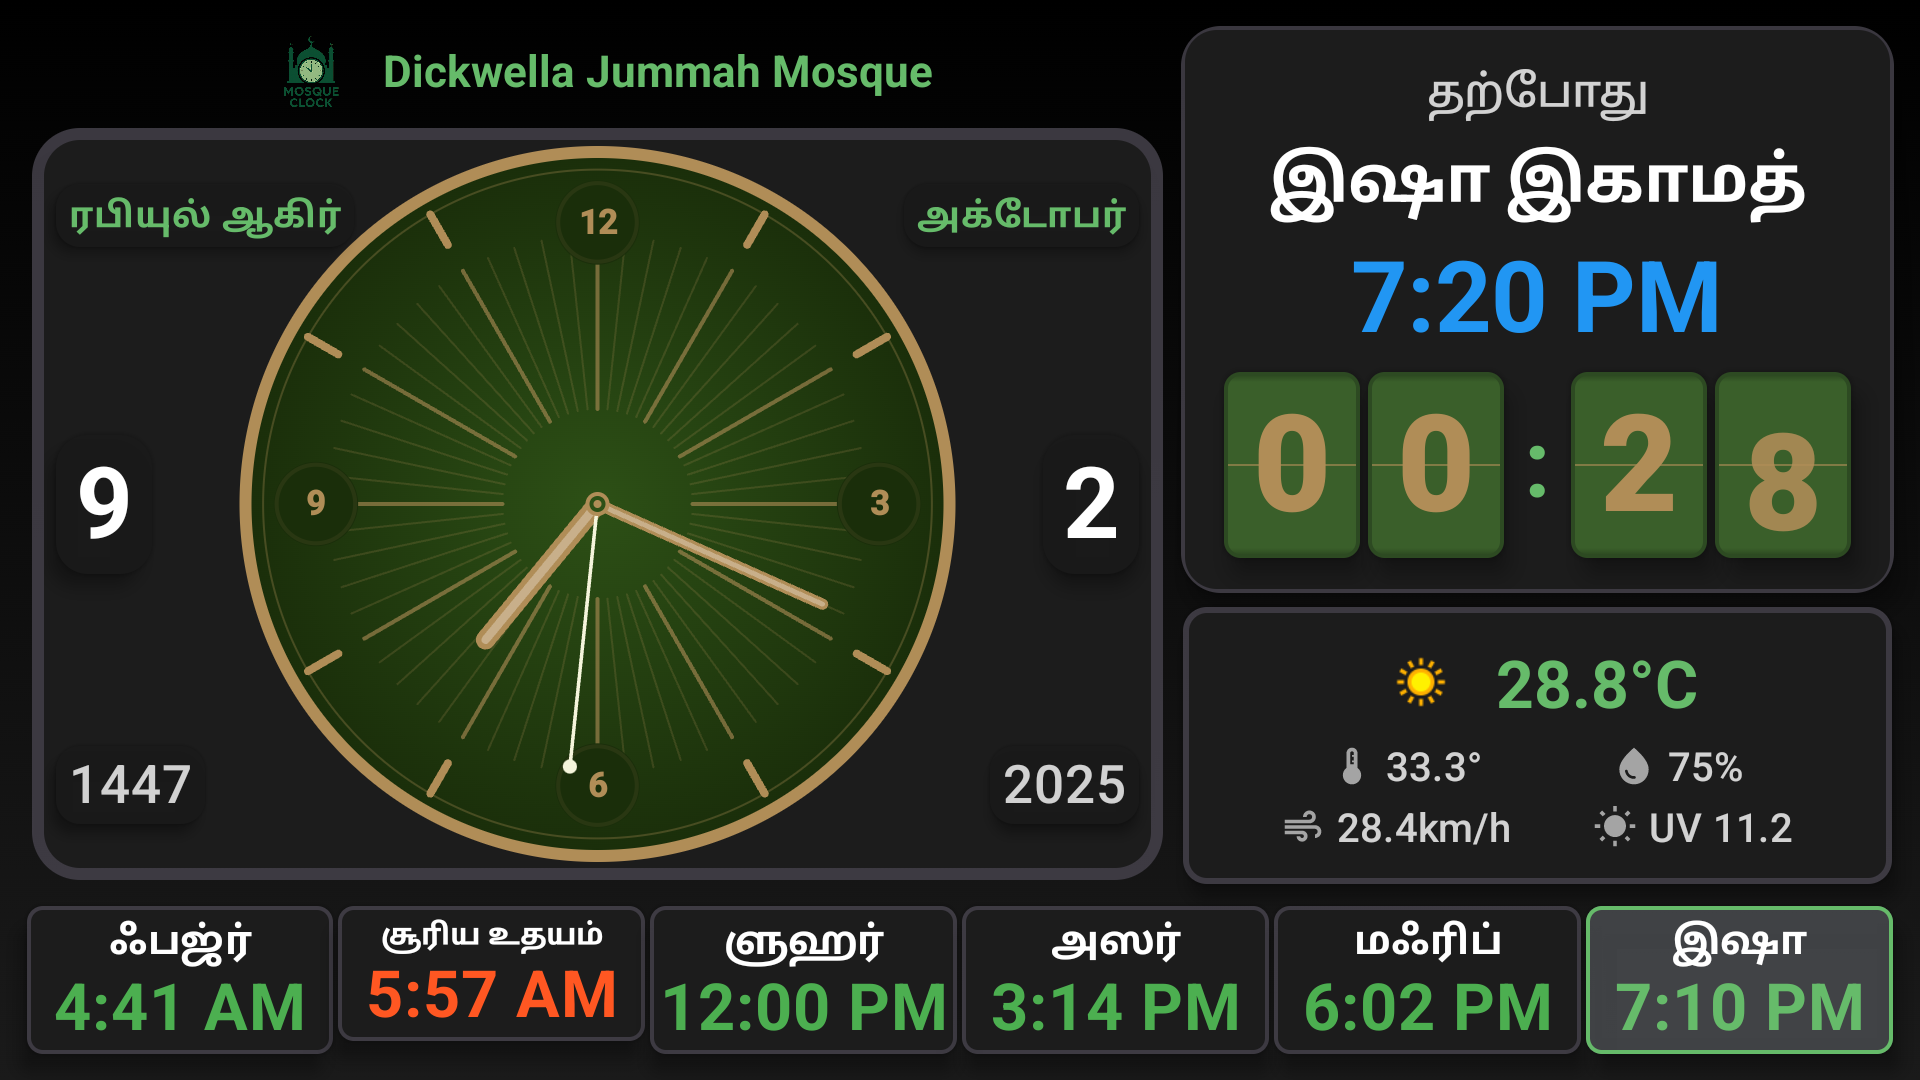 MOSQUE
CLOCK
Dickwella Jummah Mosque
ரபியுல் ஆகிர்
அக்டோபர்
12
9
3
6
9
2
1447
2025
தற்போது
இஷா இகாமத்
7:20 PM
00:28
28.8°C
33.3°
75%
28.4km/h
UV 11.2
ஃபஜ்ர்
4:41 AM
சூரிய உதயம்
5:57 AM
ளுஹர்
12:00 PM
அஸர்
3:14 PM
மஃரிப்
6:02 PM
இஷா
7:10 PM